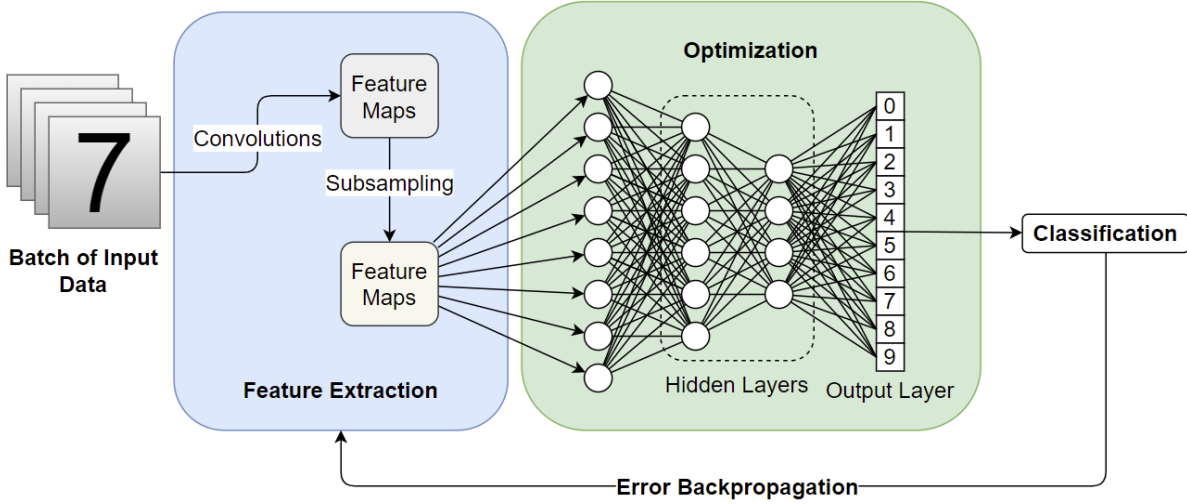 7
Batch of Input
Data
Convolutions
Feature
Maps
Subsampling
Feature
Maps
Feature Extraction
Optimization
Hidden Layers
0
1
2
3
4
5
6
7
8
9
Output Layer
Classification
Error Backpropagation